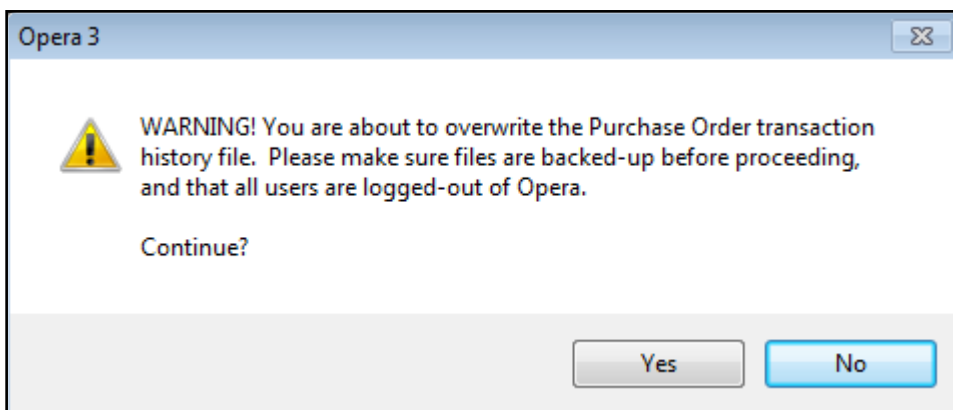 Opera 3
WARNING! You are about to overwrite the Purchase Order transaction
history file.  Please make sure files are backed-up before proceeding,
and that all users are logged-out of Opera.
Continue?
Yes
No